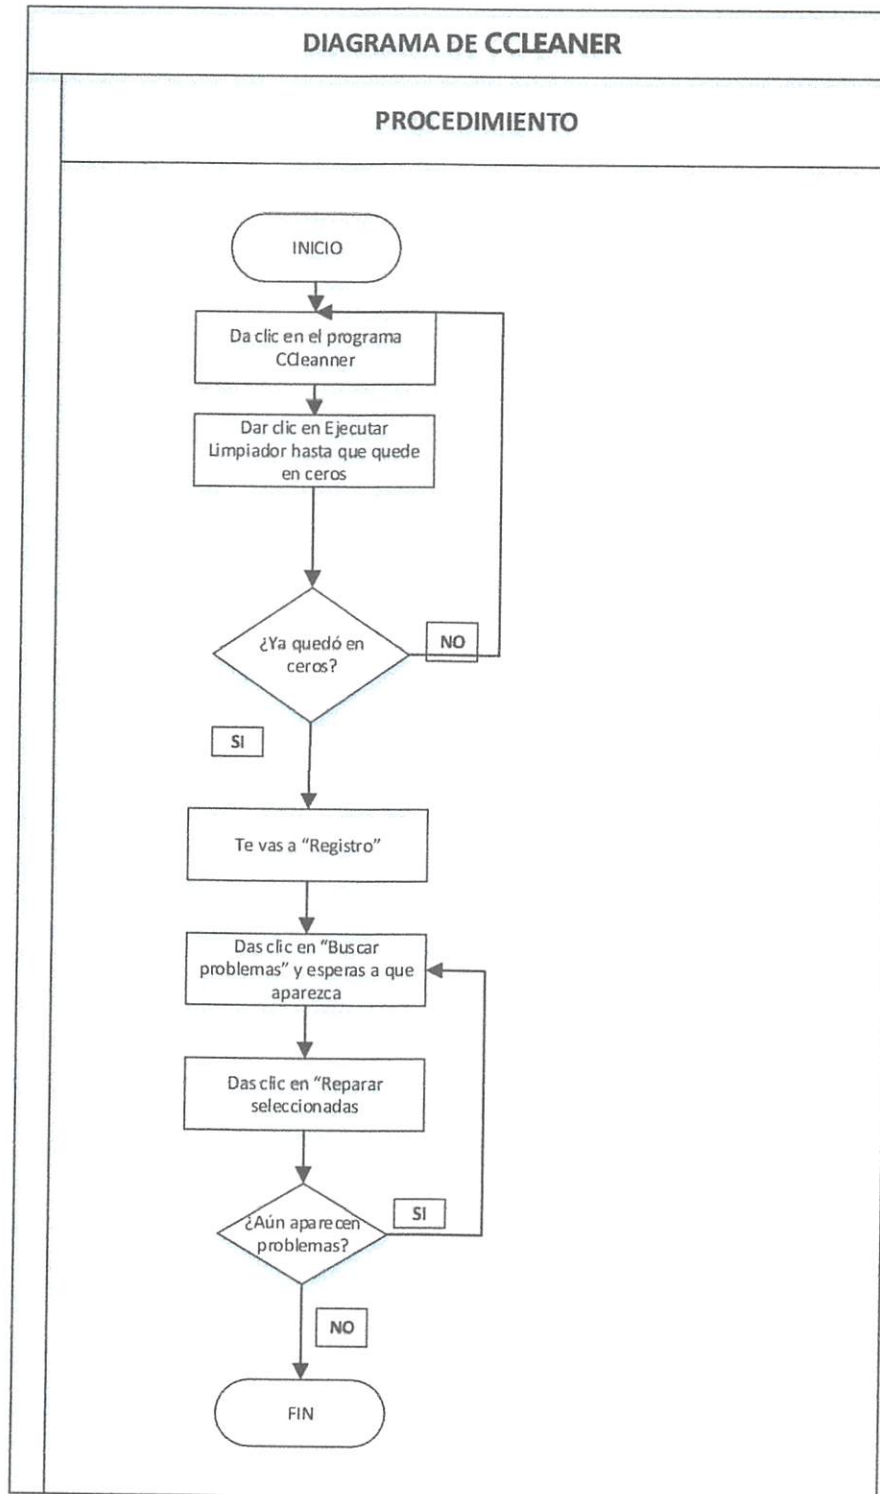 DIAGRAMA DE CCLEANER
PROCEDIMIENTO
INICIO
Da clic en el programa
CCleanner
Dar clic en Ejecutar
Limpiador hasta que quede
en ceros
¿Ya quedó en
ceros?
NO
SI
Te vas a “Registro”
Das clic en “Buscar
problemas” y esperas a que
aparezca
Das clic en “Reparar
seleccionadas
¿Aún aparecen
problemas?
SI
NO
FIN